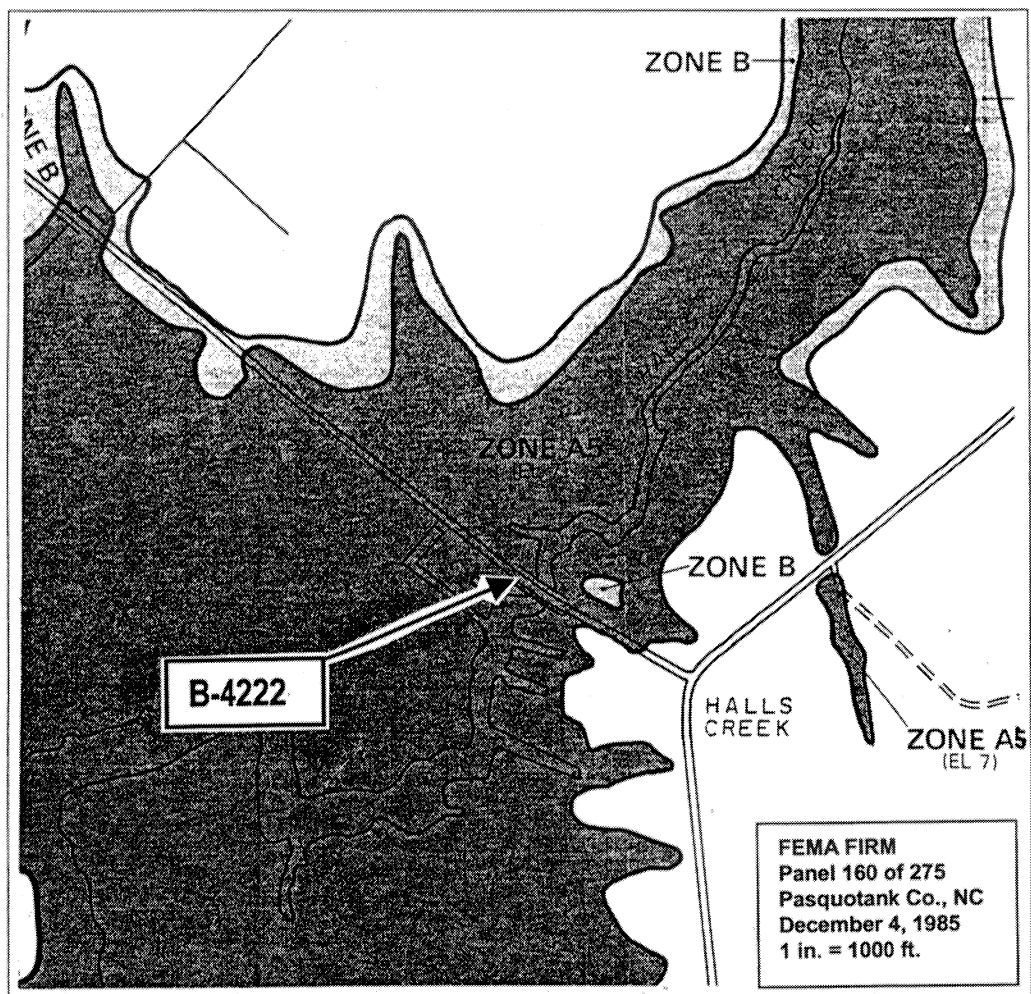 ZONE B
NE B
ZONE A5
ZONE B
B-4222
HALLS
CREEK
ZONE A5
(EL 7)
FEMA FIRM
Panel 160 of 275
Pasquotank Co., NC
December 4, 1985
1 in. = 1000 ft.